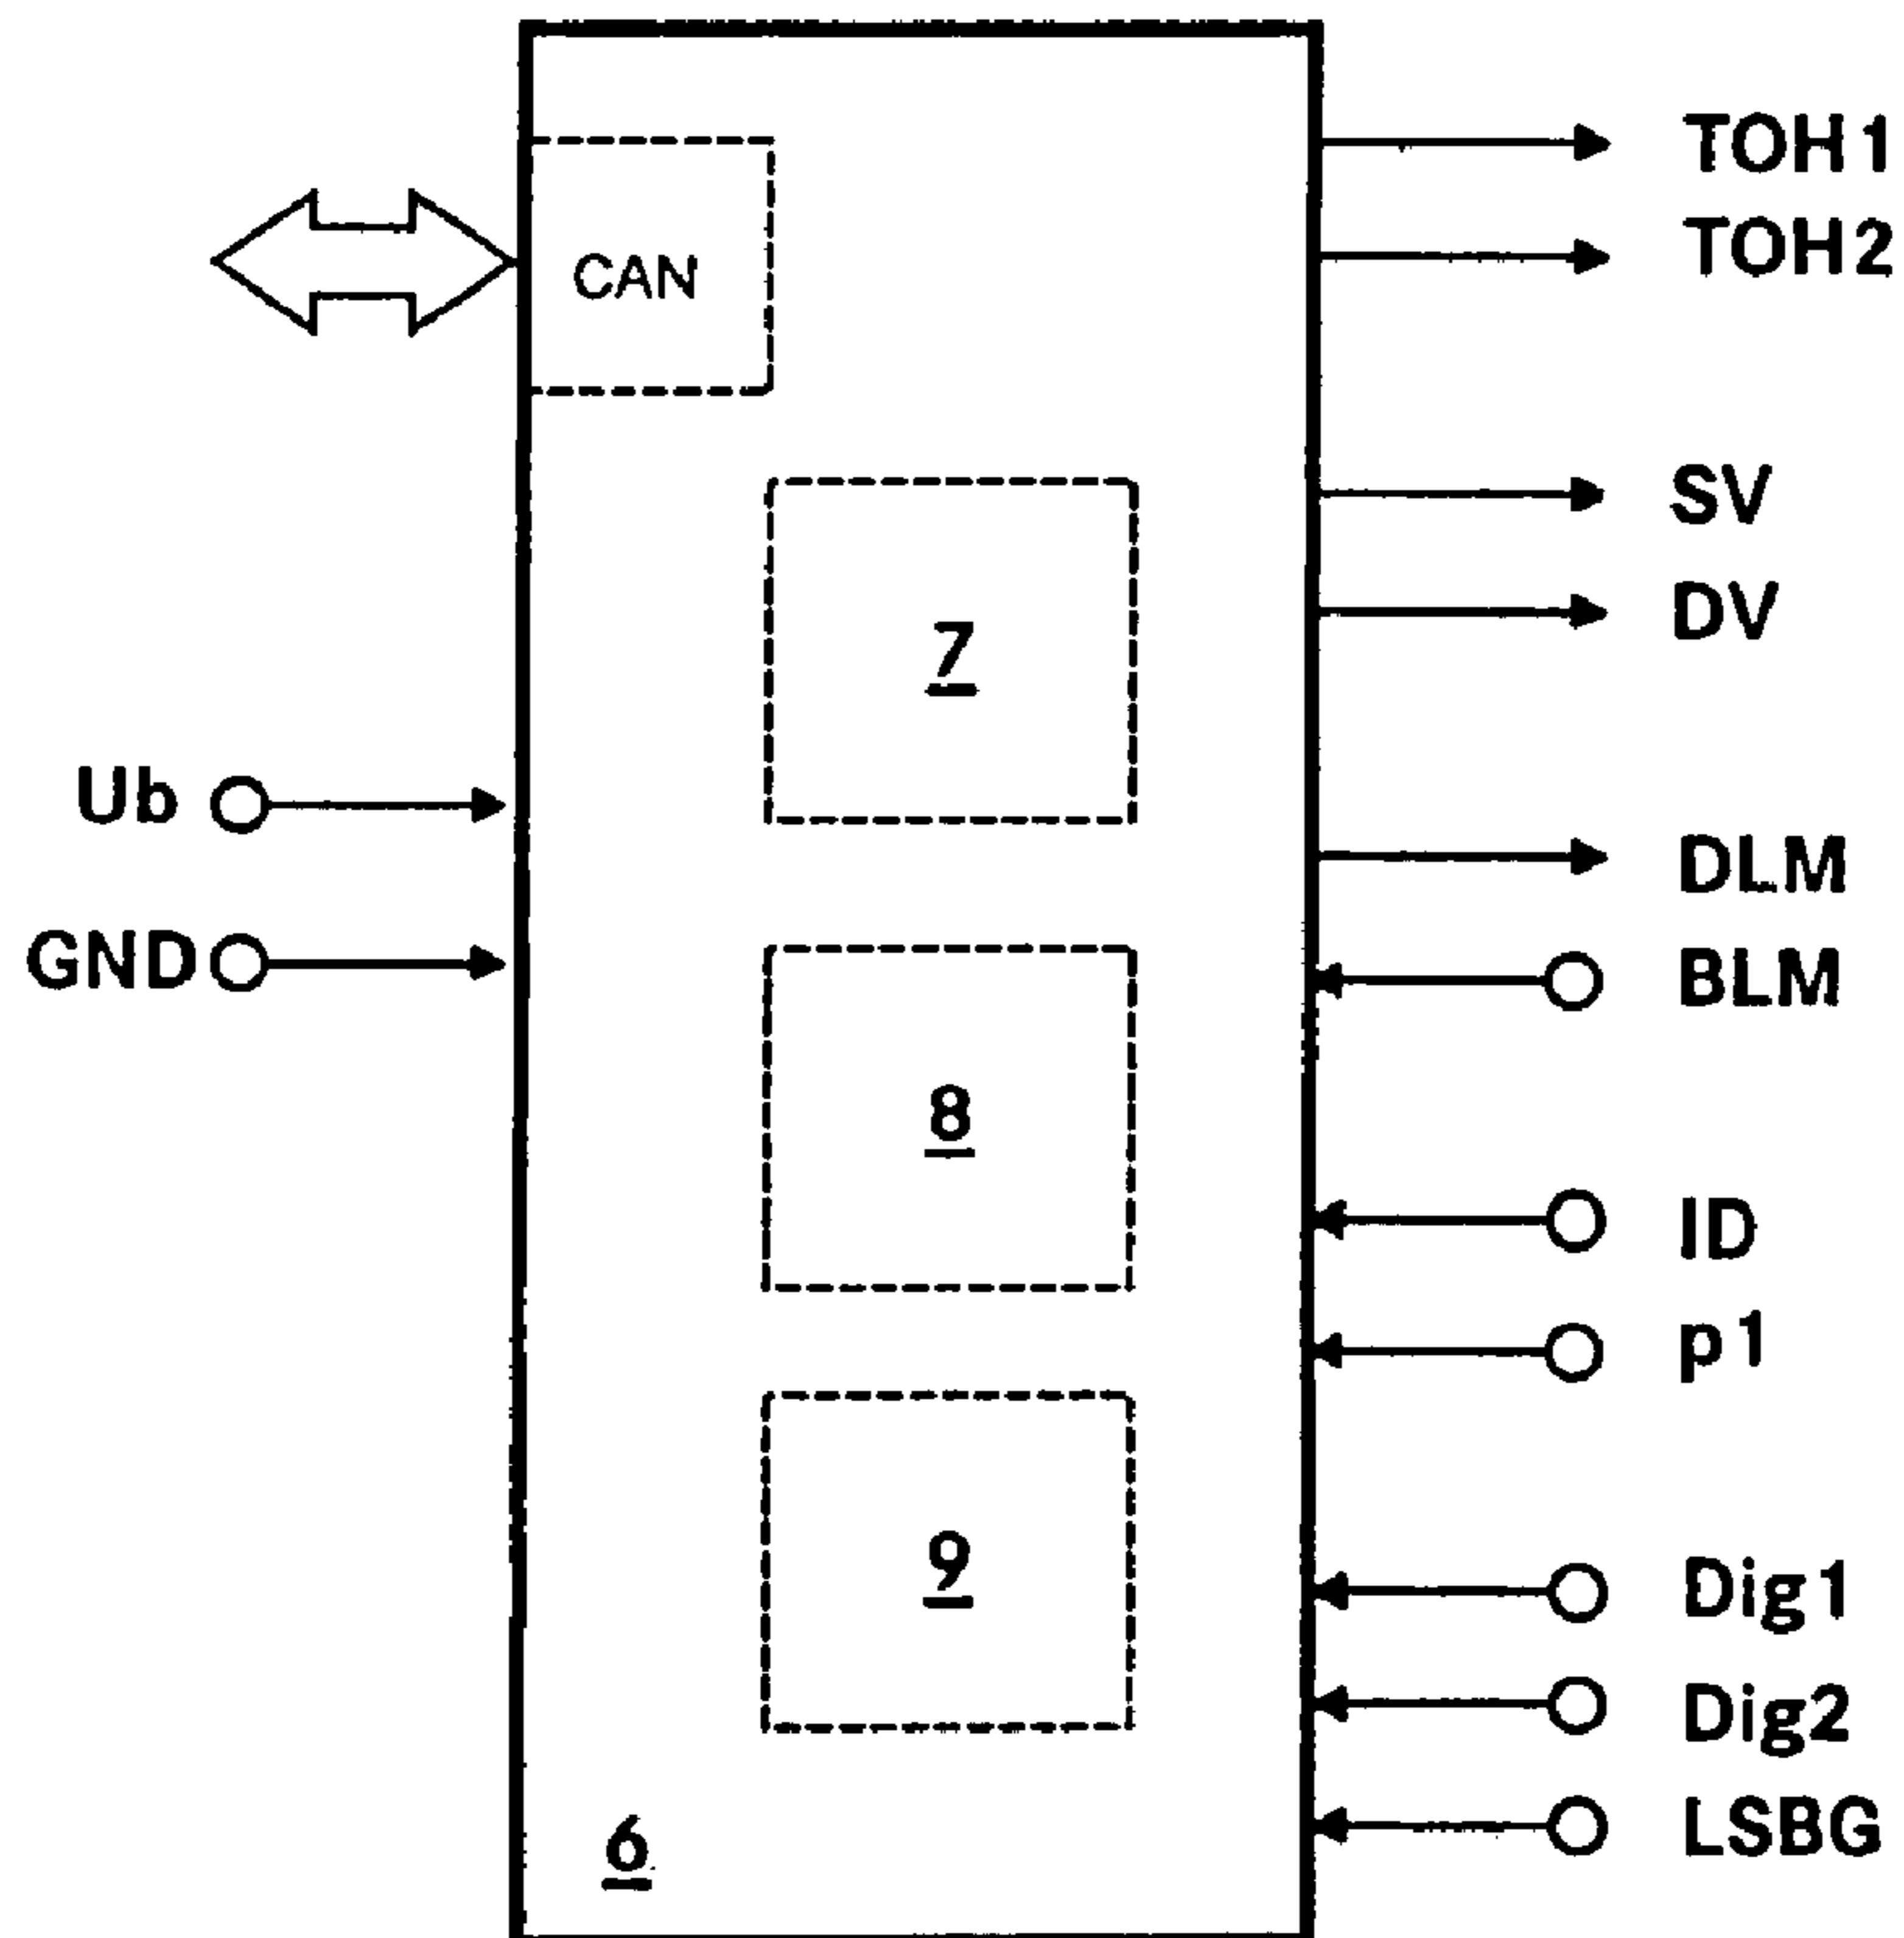 TOH1
TOH2
CAN
SV
DV
7
Ub
DLM
GND
BLM
8
ID
p1
9
Dig1
Dig2
LSBG
6